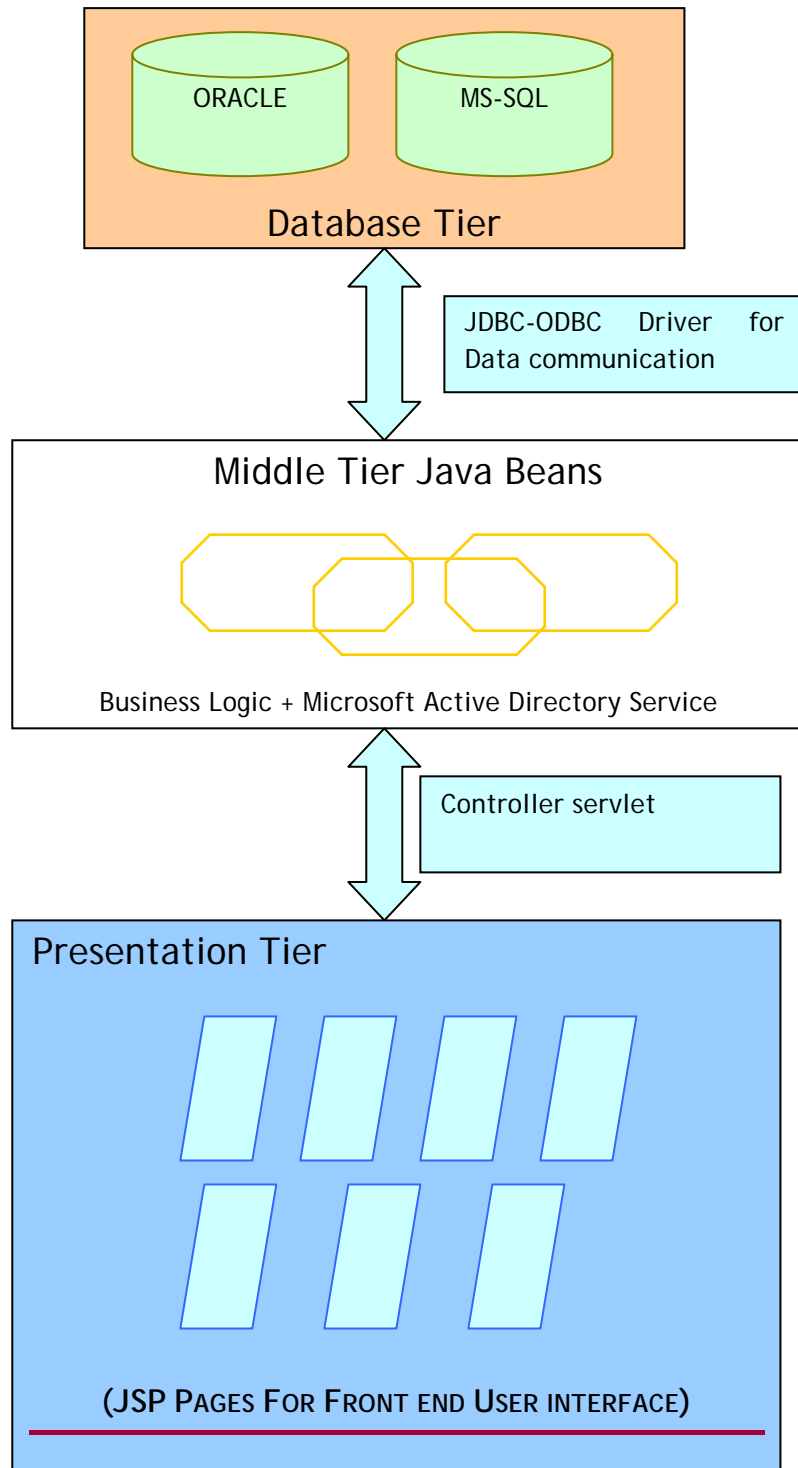 ORACLE
MS-SQL
Database Tier
JDBC-ODBC Driver for
Data communication
Middle Tier Java Beans
Business Logic + Microsoft Active Directory Service
Controller servlet
Presentation Tier
(JSP PAGES FOR FRONT END USER INTERFACE)